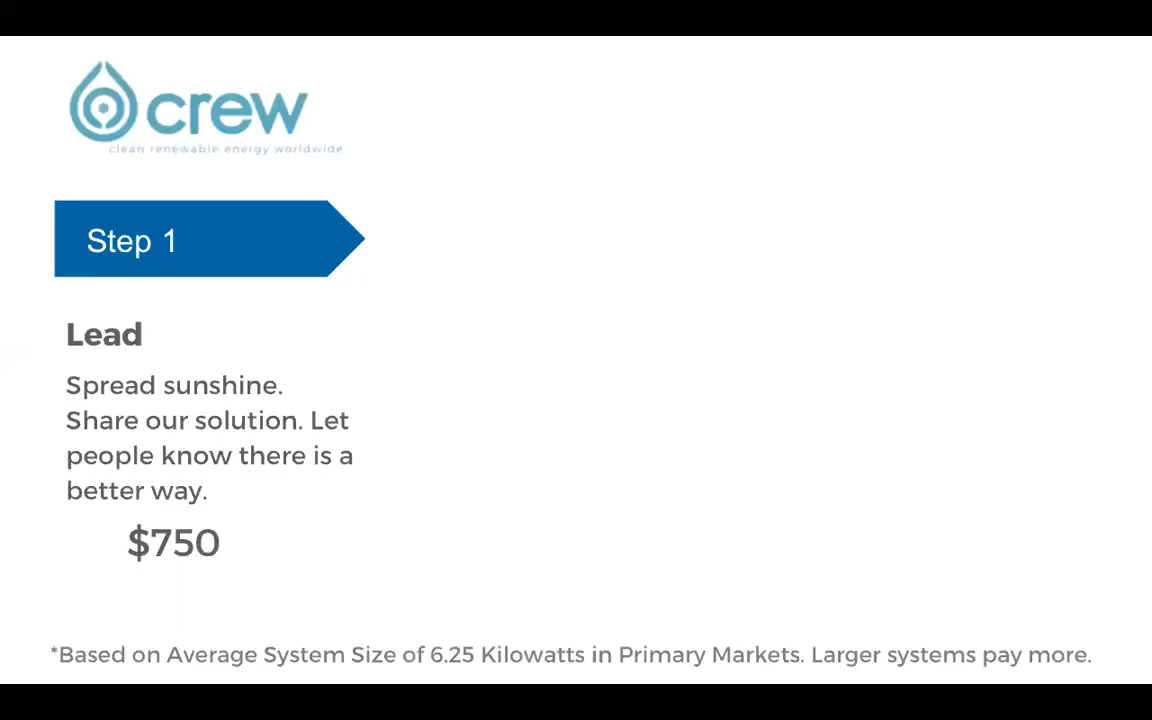 crew
clean renewable energy worldwide
Step 1
Lead
Spread sunshine.
Share our solution. Let
people know there is a
better way.
$750
*Based on Average System Size of 6.25 Kilowatts in Primary Markets. Larger systems pay more.